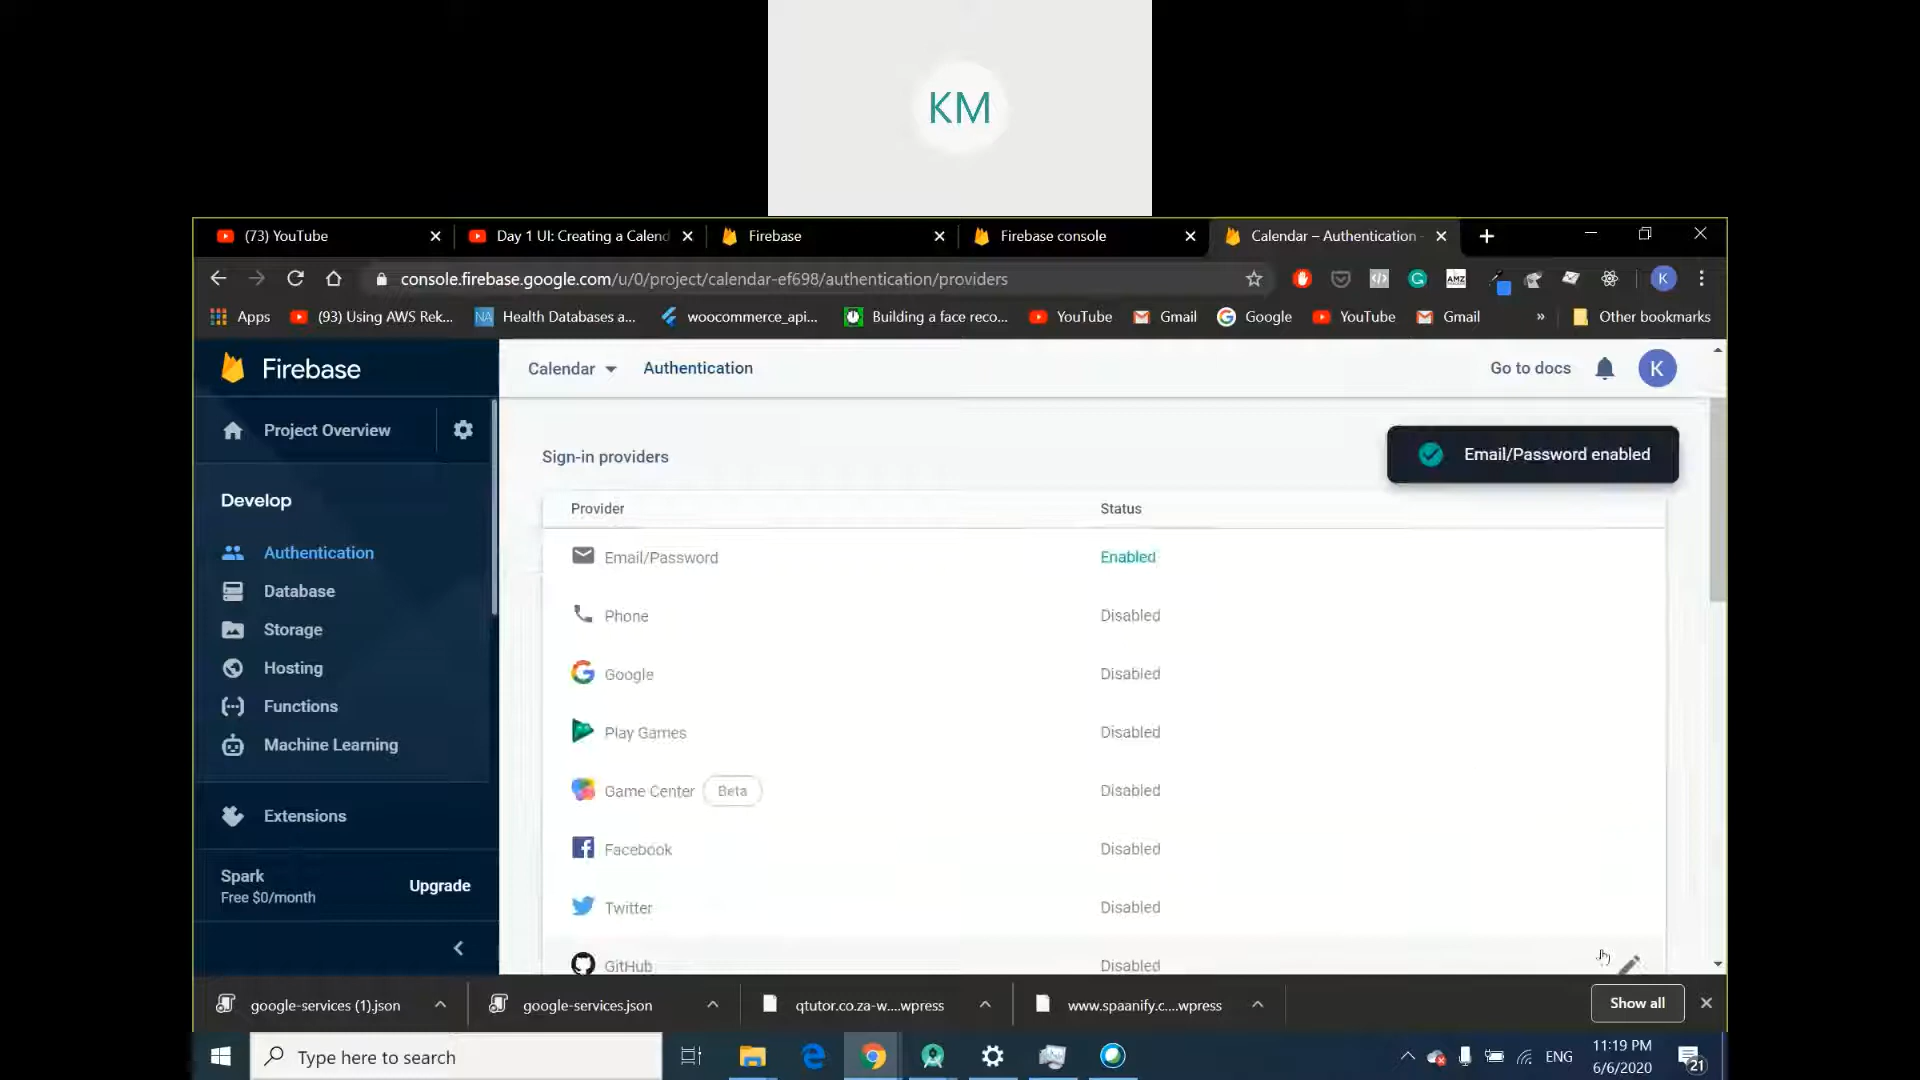 KM
(73) YouTube
Day 1 UI: Creating a Calend
Firebase
Firebase console
Calendar – Authentication -
console.firebase.google.com/u/0/project/calendar-ef698/authentication/providers
AMZ
K
Apps
(93) Using AWS Rek...
NA
Health Databases a...
woocommerce_api...
Building a face reco...
YouTube
Gmail
Google
YouTube
Gmail
»
Other bookmarks
Firebase
Calendar
Authentication
Go to docs
K
Project Overview
Develop
Authentication
Database
Storage
Hosting
Functions
Machine Learning
Extensions
Spark
Free $0/month
Upgrade
Sign-in providers
Email/Password enabled
Provider
Status
Email/Password
Enabled
Phone
Disabled
Google
Disabled
Play Games
Disabled
Game Center
Beta
Disabled
Facebook
Disabled
Twitter
Disabled
GitHub
Disabled
google-services (1).json
google-services.json
qtutor.co.za-w....wpress
www.spaanify.c....wpress
Show all
Type here to search
ENG
11:19 PM
6/6/2020
21